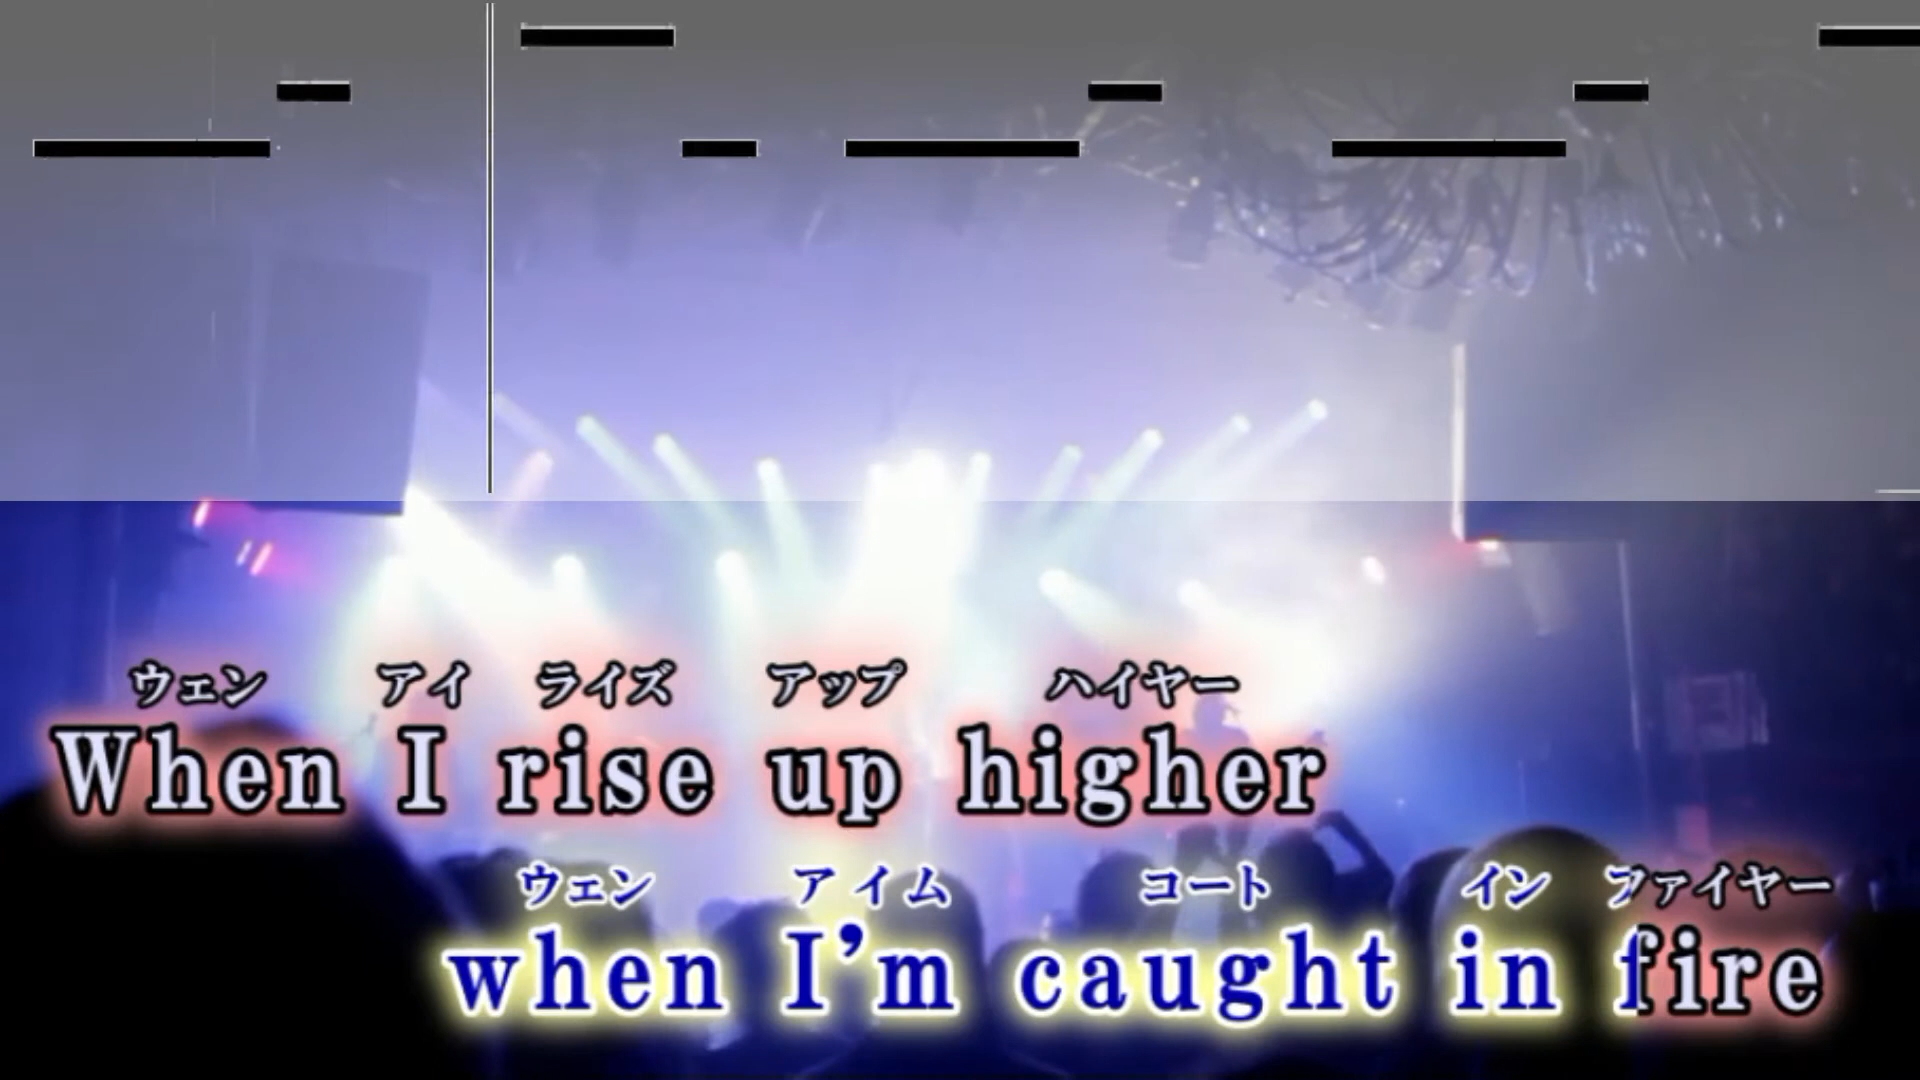 ウェン アイ ライズ アップ ハイヤー
When I rise up higher
ウェン アイム コート イン ファイヤー
when I’m caught in fire